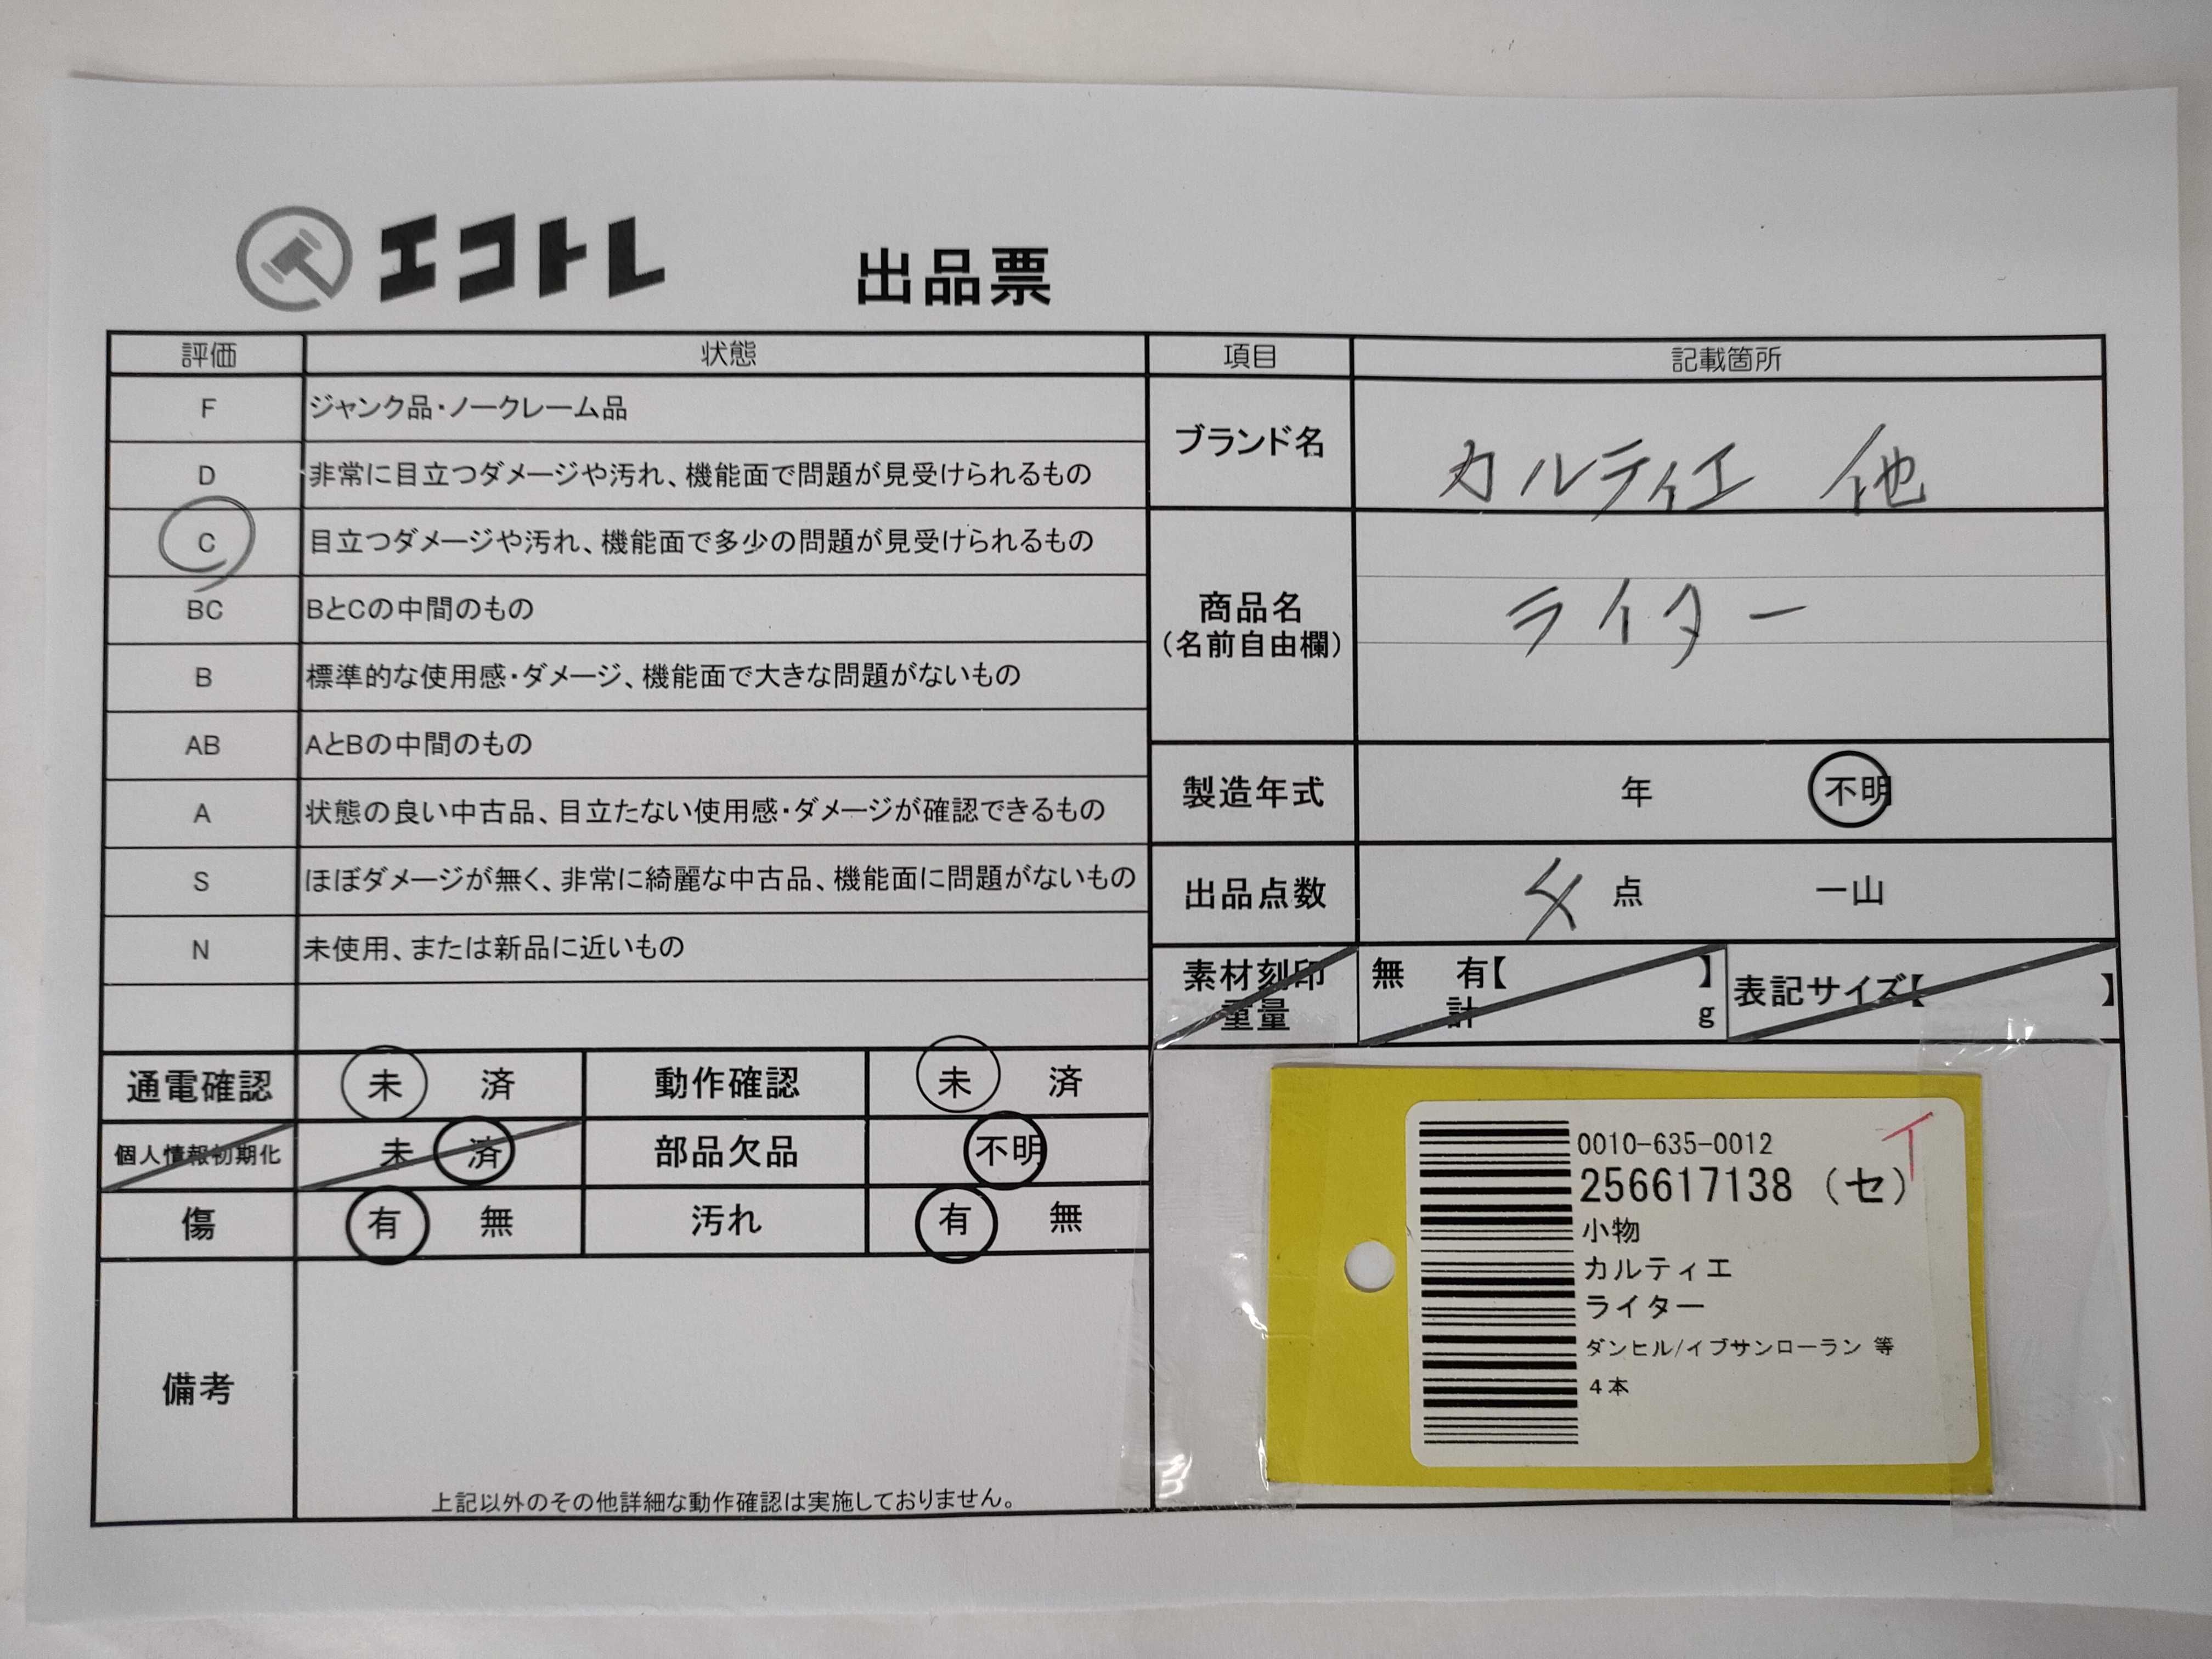 エコトレ 出品票
評価 状態 項目 記載箇所
F ジャンク品・ノークレーム品
D 非常に目立つダメージや汚れ、機能面で問題が見受けられるもの
C 目立つダメージや汚れ、機能面で多少の問題が見受けられるもの
BC BとCの中間のもの
B 標準的な使用感・ダメージ、機能面で大きな問題がないもの
AB AとBの中間のもの
A 状態の良い中古品、目立たない使用感・ダメージが確認できるもの
S ほぼダメージが無く、非常に綺麗な中古品、機能面に問題がないもの
N 未使用、または新品に近いもの
通電確認 未 済 動作確認 未 済
個人情報初期化 未 済 部品欠品 不明
傷 有 無 汚れ 有 無
備考
上記以外のその他詳細な動作確認は実施しておりません。
ブランド名 カルティエ 他
商品名 ライター
(名前自由欄)
製造年式 年 不明
出品点数 4 点 一山
素材刻印 無 有【 】 表記サイズ【 】
重量 計 g
0010-635-0012 イ
256617138 (セ)
小物
カルティエ
ライター
ダンヒル/イブサンローラン 等
4本